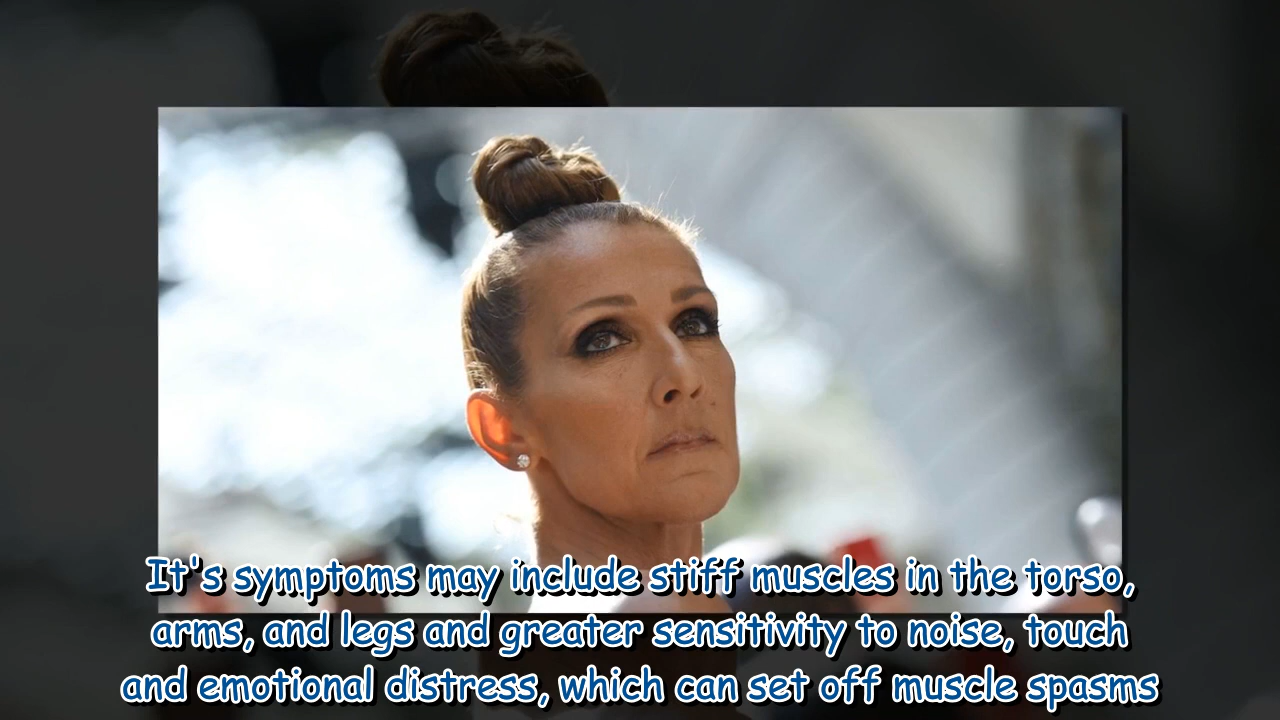 It's symptoms may include stiff muscles in the torso,
arms, and legs and greater sensitivity to noise, touch
and emotional distress, which can set off muscle spasms